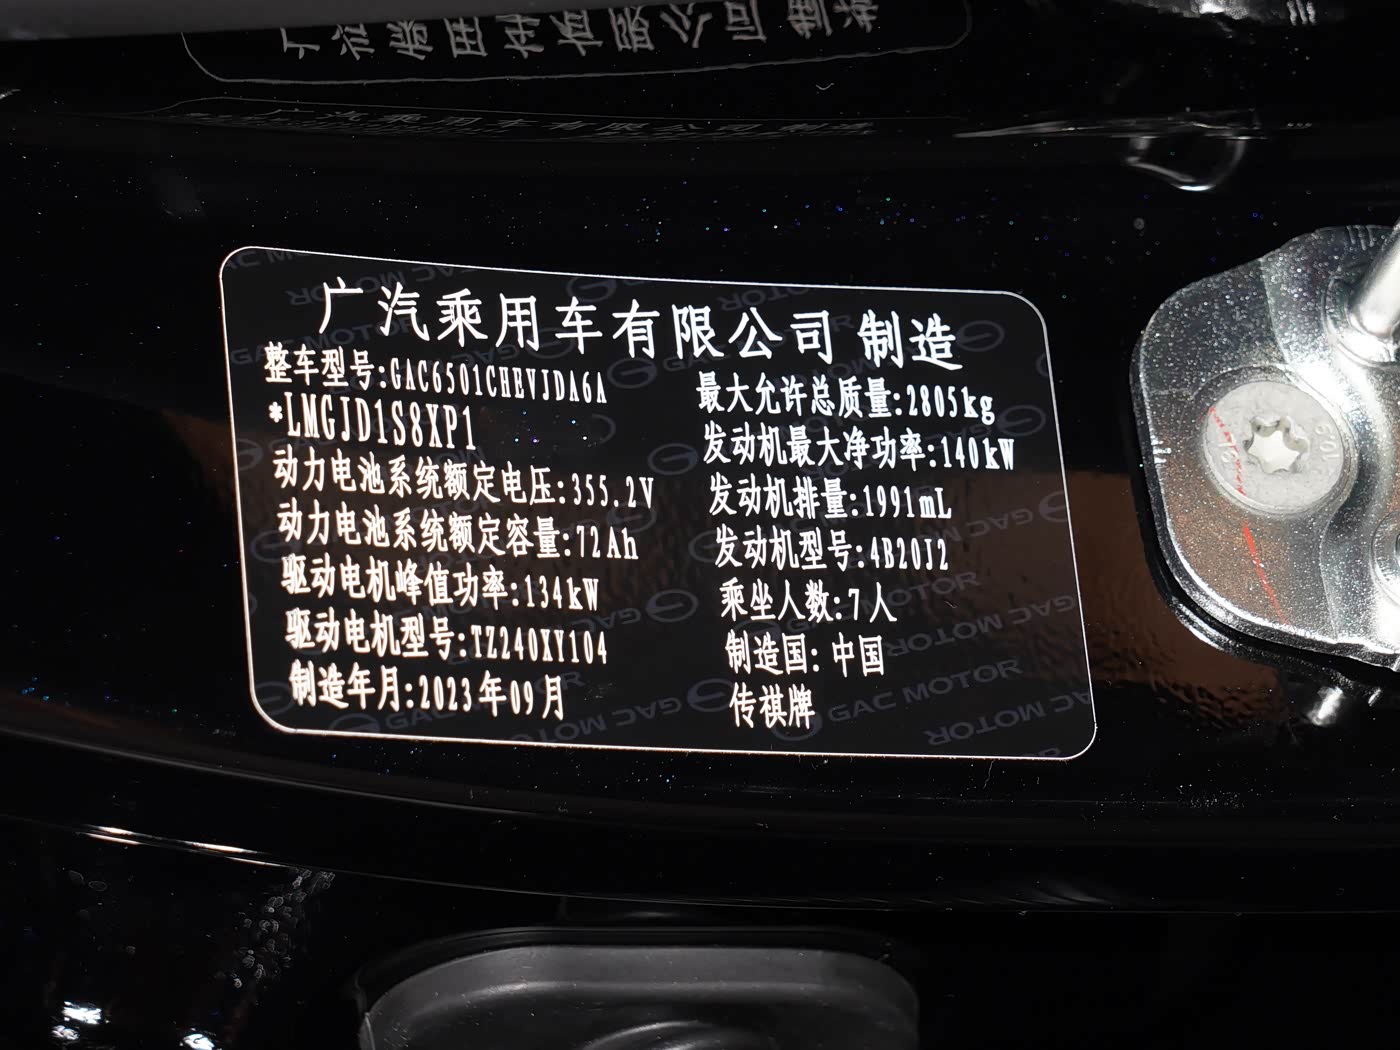 广汽乘用车有限公司 制造
整车型号:GAC6501CHEVJDA6A
*LMGJD1S8XP1
动力电池系统额定电压:355.2V
动力电池系统额定容量:72Ah
驱动电机峰值功率:134kW
驱动电机型号:TZ240XY104
制造年月:2023年09月
最大允许总质量:2805kg
发动机最大净功率:140kW
发动机排量:1991mL
发动机型号:4B20J2
乘坐人数:7人
制造国:中国
传祺牌
GAC MOTOR